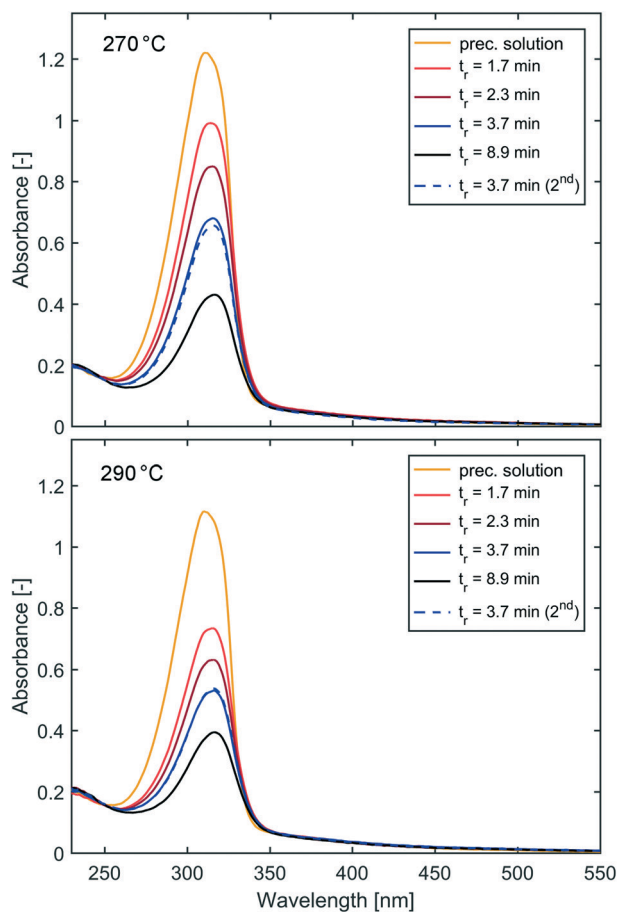 270 °C
prec. solution
t_r = 1.7 min
t_r = 2.3 min
t_r = 3.7 min
t_r = 8.9 min
t_r = 3.7 min (2^nd)
Absorbance [-]
1.2
1
0.8
0.6
0.4
0.2
0
290 °C
prec. solution
t_r = 1.7 min
t_r = 2.3 min
t_r = 3.7 min
t_r = 8.9 min
t_r = 3.7 min (2^nd)
Absorbance [-]
1.2
1
0.8
0.6
0.4
0.2
0
250 300 350 400 450 500 550
Wavelength [nm]